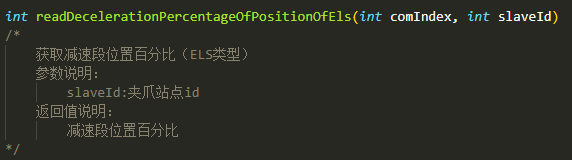 int readDecelerationPercentageOfPositionOfEls(int comIndex, int slaveId)
/*
获取减速段位置百分比（ELS类型）
参数说明：
slaveId:夹爪站点id
返回值说明：
减速段位置百分比
*/